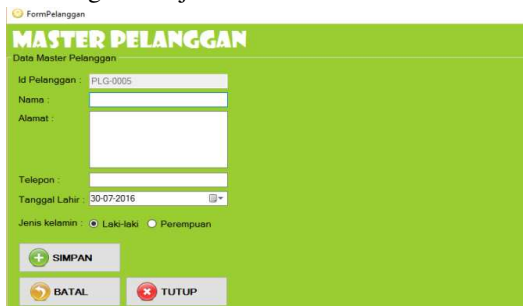 FormPelanggan
MASTER PELANGGAN
Data Master Pelanggan
Id Pelanggan : PLG-0005
Nama :
Alamat :
Telepon :
Tanggal Lahir : 30-07-2016
Jenis kelamin : Laki-laki Perempuan
SIMPAN
BATAL TUTUP